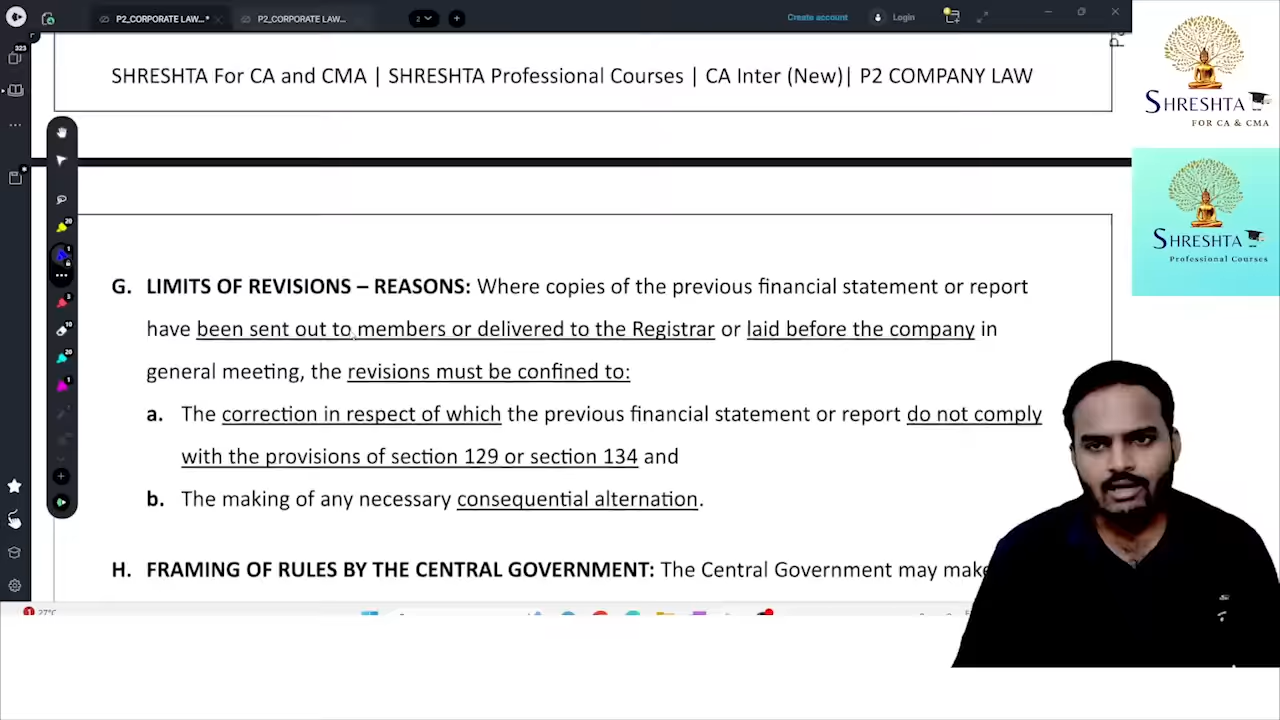 P2_CORPORATE LAW...*
P2_CORPORATE LAW...
2
Create account
Login
323
SHRESHTA For CA and CMA | SHRESHTA Professional Courses | CA Inter (New)| P2 COMPANY LAW
SHRESHTA
FOR CA & CMA
SHRESHTA
Professional Courses
G. LIMITS OF REVISIONS – REASONS: Where copies of the previous financial statement or report
have been sent out to members or delivered to the Registrar or laid before the company in
general meeting, the revisions must be confined to:
a. The correction in respect of which the previous financial statement or report do not comply
with the provisions of section 129 or section 134 and
b. The making of any necessary consequential alternation.
H. FRAMING OF RULES BY THE CENTRAL GOVERNMENT: The Central Government may make
27°C